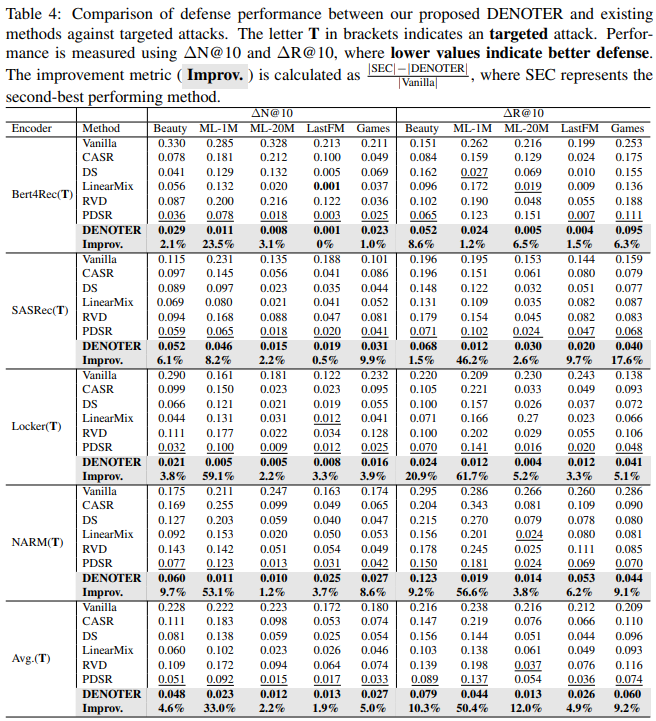 Table 4: Comparison of defense performance between our proposed DENOTER and existing
methods against targeted attacks. The letter T in brackets indicates an targeted attack. Perfor-
mance is measured using ΔN@10 and ΔR@10, where lower values indicate better defense.
The improvement metric ( Improv. ) is calculated as |SEC|−|DENOTER| / |Vanilla|, where SEC represents the
second-best performing method.
ΔN@10 ΔR@10
Encoder Method Beauty ML-1M ML-20M LastFM Games Beauty ML-1M ML-20M LastFM Games
Vanilla 0.330 0.285 0.328 0.213 0.211 0.151 0.262 0.216 0.199 0.253
CASR 0.078 0.181 0.212 0.100 0.049 0.084 0.159 0.129 0.024 0.175
DS 0.041 0.129 0.132 0.006 0.069 0.162 0.027 0.069 0.010 0.155
Bert4Rec(T) LinearMix 0.056 0.132 0.020 0.001 0.037 0.096 0.172 0.019 0.009 0.136
RVD 0.087 0.200 0.216 0.122 0.036 0.102 0.190 0.048 0.055 0.188
PDSR 0.036 0.078 0.018 0.003 0.025 0.065 0.123 0.151 0.007 0.111
DENOTER 0.029 0.011 0.008 0.001 0.023 0.052 0.024 0.005 0.004 0.095
Improv. 2.1% 23.5% 3.1% 0% 1.0% 8.6% 1.2% 6.5% 1.5% 6.3%
Vanilla 0.115 0.231 0.135 0.188 0.101 0.196 0.195 0.153 0.144 0.159
CASR 0.097 0.145 0.056 0.041 0.086 0.196 0.151 0.061 0.080 0.079
DS 0.089 0.097 0.023 0.035 0.044 0.148 0.122 0.032 0.051 0.077
SASRec(T) LinearMix 0.069 0.080 0.021 0.041 0.052 0.131 0.109 0.035 0.082 0.087
RVD 0.094 0.168 0.088 0.047 0.081 0.179 0.154 0.045 0.082 0.083
PDSR 0.059 0.065 0.018 0.020 0.041 0.071 0.102 0.024 0.047 0.068
DENOTER 0.052 0.046 0.015 0.019 0.031 0.068 0.012 0.030 0.020 0.040
Improv. 6.1% 8.2% 2.2% 0.5% 9.9% 1.5% 46.2% 2.6% 9.7% 17.6%
Vanilla 0.290 0.161 0.181 0.122 0.232 0.220 0.209 0.230 0.243 0.138
CASR 0.099 0.150 0.023 0.023 0.095 0.105 0.221 0.033 0.049 0.093
DS 0.066 0.121 0.021 0.019 0.055 0.100 0.157 0.026 0.037 0.072
Locker(T) LinearMix 0.044 0.131 0.031 0.012 0.041 0.071 0.166 0.27 0.023 0.066
RVD 0.111 0.177 0.022 0.034 0.128 0.100 0.202 0.029 0.055 0.106
PDSR 0.032 0.100 0.009 0.012 0.025 0.070 0.141 0.016 0.020 0.048
DENOTER 0.021 0.005 0.005 0.008 0.016 0.024 0.012 0.004 0.012 0.041
Improv. 3.8% 59.1% 2.2% 3.3% 3.9% 20.9% 61.7% 5.2% 3.3% 5.1%
Vanilla 0.175 0.211 0.247 0.163 0.174 0.295 0.286 0.266 0.260 0.286
CASR 0.169 0.255 0.099 0.049 0.065 0.204 0.343 0.081 0.109 0.090
DS 0.127 0.203 0.059 0.040 0.047 0.215 0.270 0.079 0.078 0.080
NARM(T) LinearMix 0.092 0.153 0.020 0.050 0.053 0.156 0.201 0.024 0.080 0.081
RVD 0.143 0.142 0.051 0.054 0.049 0.178 0.245 0.025 0.111 0.085
PDSR 0.077 0.123 0.013 0.031 0.042 0.150 0.181 0.024 0.069 0.070
DENOTER 0.060 0.011 0.010 0.025 0.027 0.123 0.019 0.014 0.053 0.044
Improv. 9.7% 53.1% 1.2% 3.7% 8.6% 9.2% 56.6% 3.8% 6.2% 9.1%
Vanilla 0.228 0.222 0.223 0.172 0.180 0.216 0.238 0.216 0.212 0.209
CASR 0.111 0.183 0.098 0.053 0.074 0.147 0.219 0.076 0.066 0.110
DS 0.081 0.138 0.059 0.025 0.054 0.156 0.144 0.051 0.044 0.096
Avg.(T) LinearMix 0.060 0.102 0.023 0.026 0.046 0.103 0.138 0.061 0.049 0.093
RVD 0.109 0.172 0.094 0.064 0.074 0.139 0.198 0.037 0.076 0.116
PDSR 0.051 0.092 0.015 0.017 0.033 0.089 0.137 0.054 0.036 0.074
DENOTER 0.048 0.023 0.012 0.013 0.027 0.079 0.044 0.013 0.026 0.060
Improv. 4.6% 33.0% 2.2% 1.9% 5.0% 10.3% 50.4% 12.0% 4.9% 9.2%